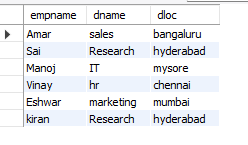 empname dname dloc
Amar sales bangaluru
Sai Research hyderabad
Manoj IT mysore
Vinay hr chennai
Eshwar marketing mumbai
kiran Research hyderabad